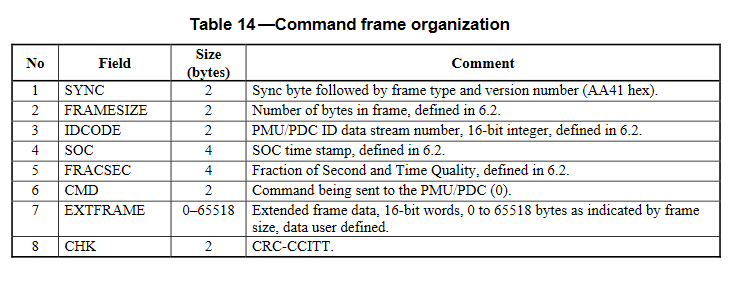 Table 14 —Command frame organization
No Field Size (bytes) Comment
1 SYNC 2 Sync byte followed by frame type and version number (AA41 hex).
2 FRAMESIZE 2 Number of bytes in frame, defined in 6.2.
3 IDCODE 2 PMU/PDC ID data stream number, 16-bit integer, defined in 6.2.
4 SOC 4 SOC time stamp, defined in 6.2.
5 FRACSEC 4 Fraction of Second and Time Quality, defined in 6.2.
6 CMD 2 Command being sent to the PMU/PDC (0).
7 EXTFRAME 0–65518 Extended frame data, 16-bit words, 0 to 65518 bytes as indicated by frame
size, data user defined.
8 CHK 2 CRC-CCITT.